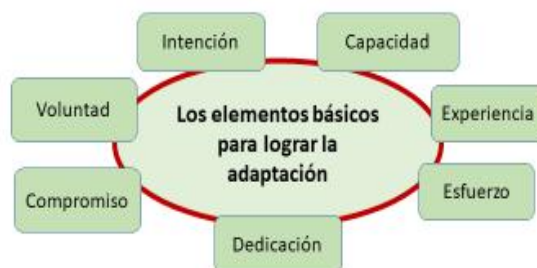 Intención
Capacidad
Voluntad
Los elementos básicos
para lograr la
adaptación
Experiencia
Compromiso
Esfuerzo
Dedicación